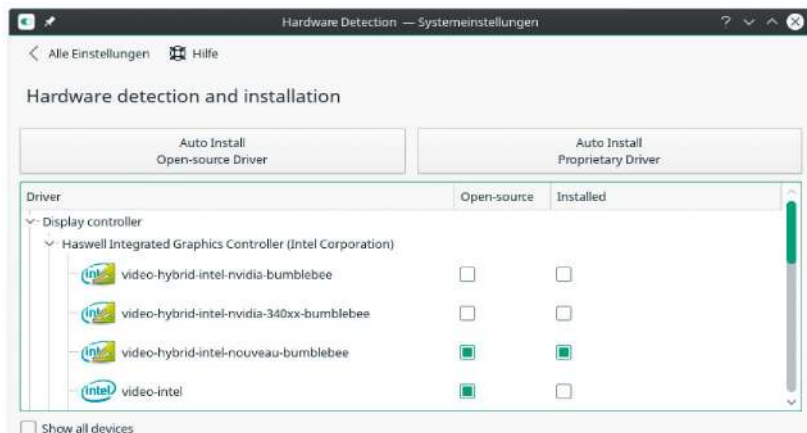 Hardware Detection — Systemeinstellungen
Alle Einstellungen Hilfe
Hardware detection and installation
Auto Install
Open-source Driver
Auto Install
Proprietary Driver
Driver Open-source Installed
Display controller
Haswell Integrated Graphics Controller (Intel Corporation)
video-hybrid-intel-nvidia-bumblebee
video-hybrid-intel-nvidia-340xx-bumblebee
video-hybrid-intel-nouveau-bumblebee
intel video-intel
Show all devices